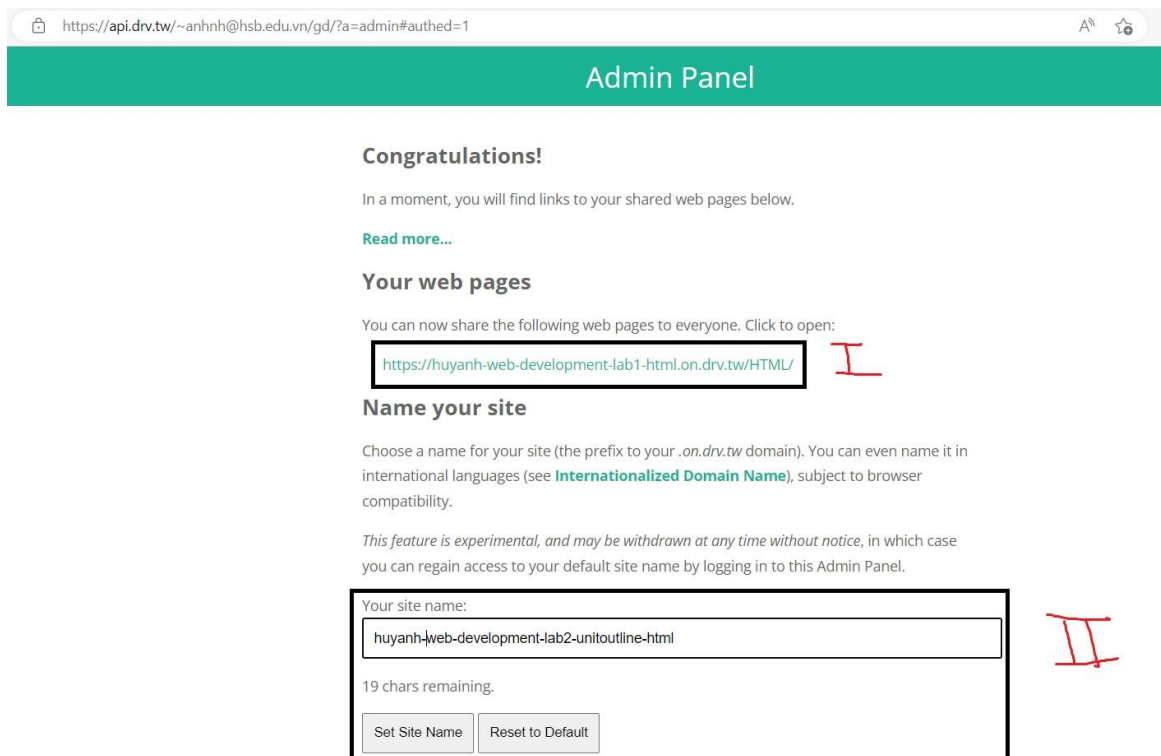 https://api.drv.tw/~anhnh@hsb.edu.vn/gd/?a=admin#authed=1
Admin Panel
Congratulations!
In a moment, you will find links to your shared web pages below.
Read more...
Your web pages
You can now share the following web pages to everyone. Click to open:
https://huyanh-web-development-lab1-html.on.drv.tw/HTML/
I
Name your site
Choose a name for your site (the prefix to your .on.drv.tw domain). You can even name it in
international languages (see Internationalized Domain Name), subject to browser
compatibility.
This feature is experimental, and may be withdrawn at any time without notice, in which case
you can regain access to your default site name by logging in to this Admin Panel.
Your site name:
huyanh-web-development-lab2-unitoutline-html
II
19 chars remaining.
Set Site Name Reset to Default